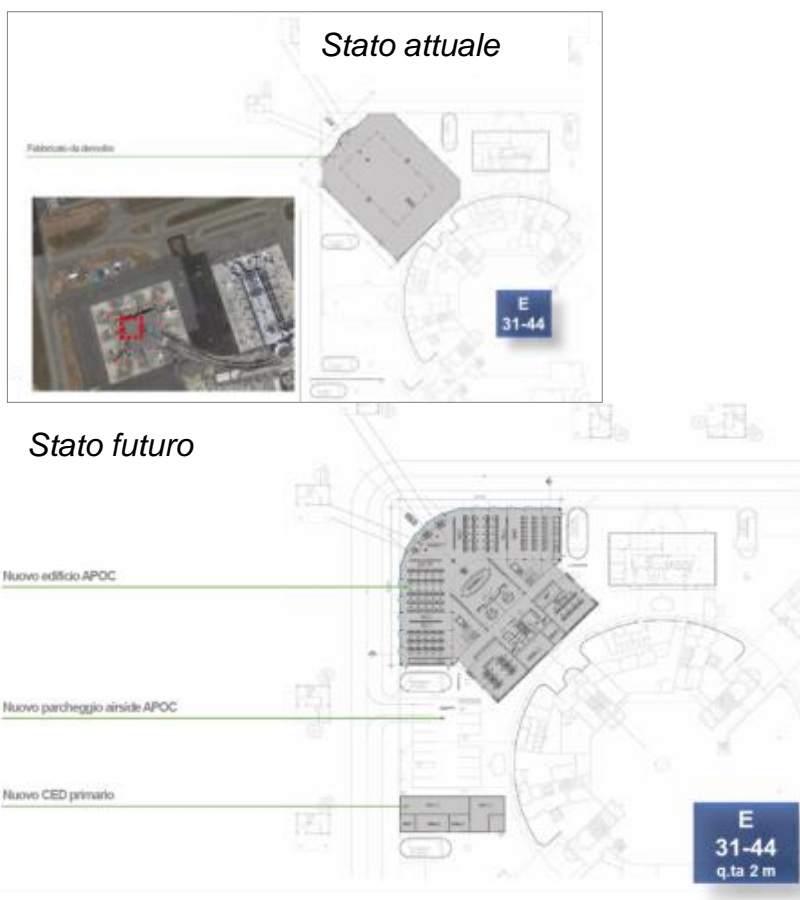 Stato attuale
Fabbricato da demolire
E
31-44
Stato futuro
Nuovo edificio APOC
Nuovo parcheggio airside APOC
Nuovo CED primario
E
31-44
q.ta 2 m